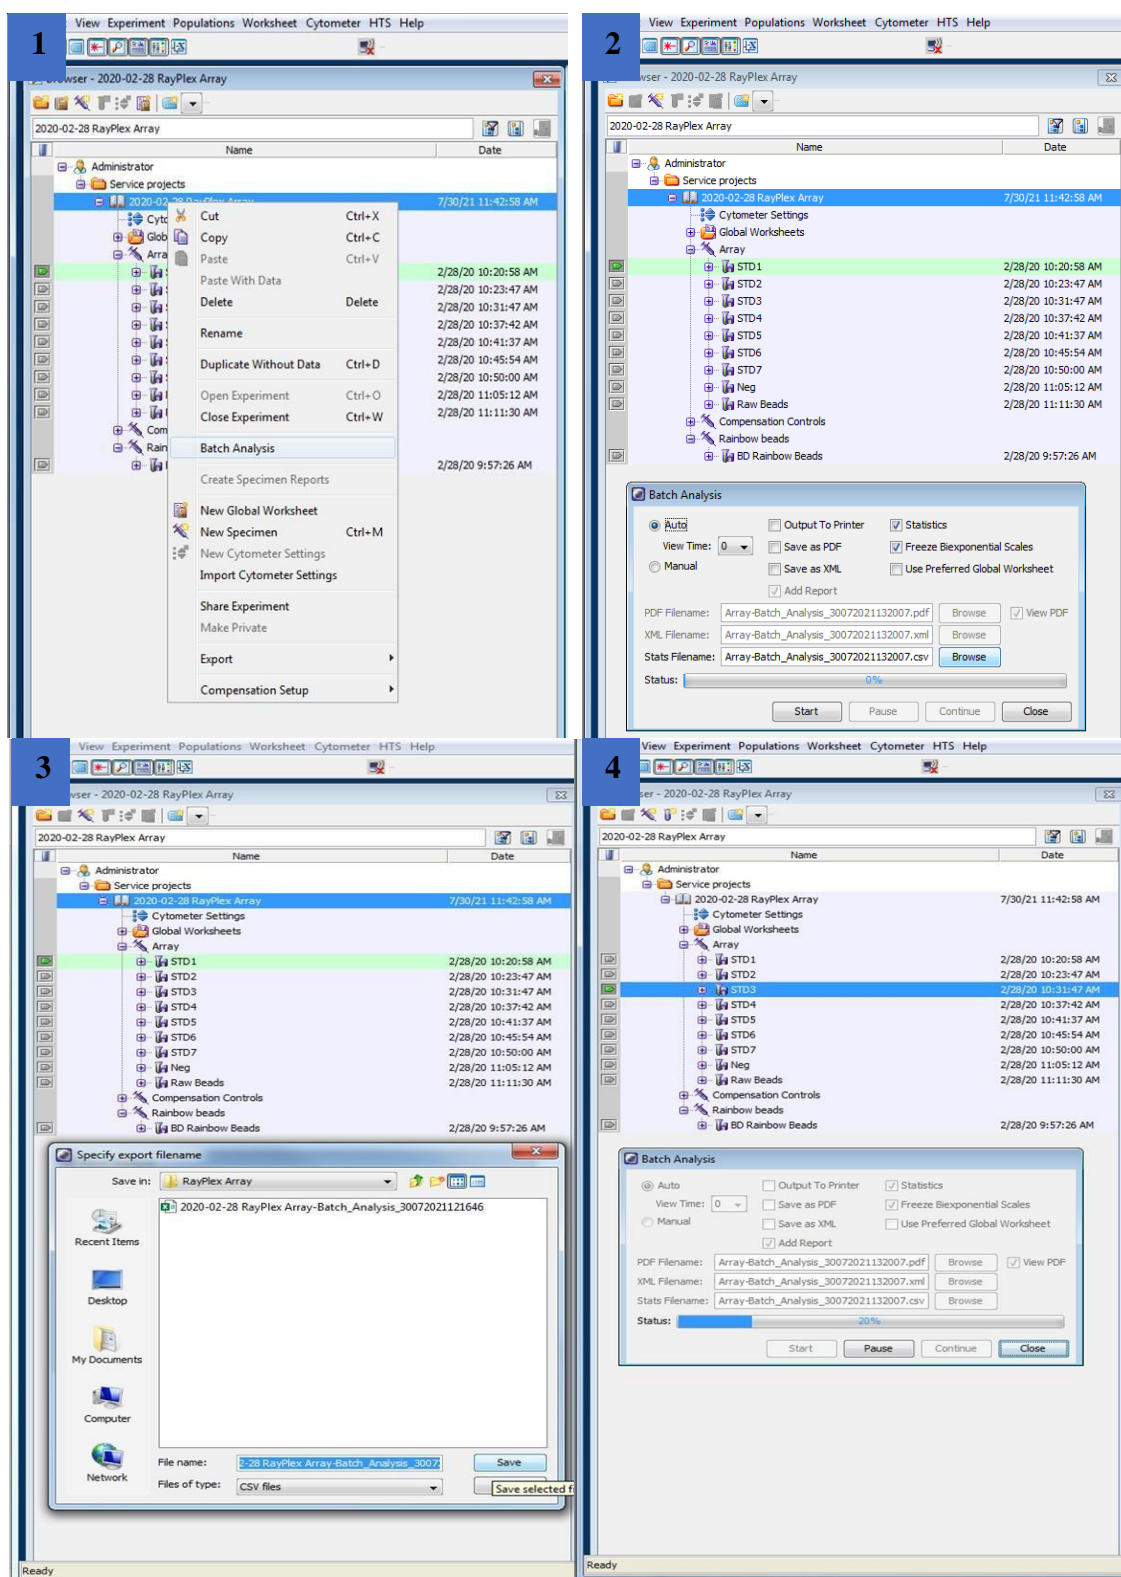 1
View Experiment Populations Worksheet Cytometer HTS Help
wser - 2020-02-28 RayPlex Array
2020-02-28 RayPlex Array
Name Date
Administrator
Service projects
2020-02-28 RayPlex Array 7/30/21 11:42:58 AM
Cyto
Glob
Arra
2/28/20 10:20:58 AM
2/28/20 10:23:47 AM
2/28/20 10:31:47 AM
2/28/20 10:37:42 AM
2/28/20 10:41:37 AM
2/28/20 10:45:54 AM
2/28/20 10:50:00 AM
2/28/20 11:05:12 AM
2/28/20 11:11:30 AM
Com
Rain
2/28/20 9:57:26 AM
Cut Ctrl+X
Copy Ctrl+C
Paste Ctrl+V
Paste With Data
Delete Delete
Rename
Duplicate Without Data Ctrl+D
Open Experiment Ctrl+O
Close Experiment Ctrl+W
Batch Analysis
Create Specimen Reports
New Global Worksheet
New Specimen Ctrl+M
New Cytometer Settings
Import Cytometer Settings
Share Experiment
Make Private
Export
Compensation Setup
2
View Experiment Populations Worksheet Cytometer HTS Help
wser - 2020-02-28 RayPlex Array
2020-02-28 RayPlex Array
Name Date
Administrator
Service projects
2020-02-28 RayPlex Array 7/30/21 11:42:58 AM
Cytometer Settings
Global Worksheets
Array
STD1 2/28/20 10:20:58 AM
STD2 2/28/20 10:23:47 AM
STD3 2/28/20 10:31:47 AM
STD4 2/28/20 10:37:42 AM
STD5 2/28/20 10:41:37 AM
STD6 2/28/20 10:45:54 AM
STD7 2/28/20 10:50:00 AM
Neg 2/28/20 11:05:12 AM
Raw Beads 2/28/20 11:11:30 AM
Compensation Controls
Rainbow beads
BD Rainbow Beads 2/28/20 9:57:26 AM
Batch Analysis
Auto Output To Printer Statistics
View Time: 0 Save as PDF Freeze Biexponential Scales
Manual Save as XML Use Preferred Global Worksheet
Add Report
PDF Filename: Array-Batch_Analysis_30072021132007.pdf Browse View PDF
XML Filename: Array-Batch_Analysis_30072021132007.xml Browse
Stats Filename: Array-Batch_Analysis_30072021132007.csv Browse
Status: 0%
Start Pause Continue Close
3
View Experiment Populations Worksheet Cytometer HTS Help
wser - 2020-02-28 RayPlex Array
2020-02-28 RayPlex Array
Name Date
Administrator
Service projects
2020-02-28 RayPlex Array 7/30/21 11:42:58 AM
Cytometer Settings
Global Worksheets
Array
STD1 2/28/20 10:20:58 AM
STD2 2/28/20 10:23:47 AM
STD3 2/28/20 10:31:47 AM
STD4 2/28/20 10:37:42 AM
STD5 2/28/20 10:41:37 AM
STD6 2/28/20 10:45:54 AM
STD7 2/28/20 10:50:00 AM
Neg 2/28/20 11:05:12 AM
Raw Beads 2/28/20 11:11:30 AM
Compensation Controls
Rainbow beads
BD Rainbow Beads 2/28/20 9:57:26 AM
Specify export filename
Save in: RayPlex Array
2020-02-28 RayPlex Array-Batch_Analysis_30072021121646
Recent Items
Desktop
My Documents
Computer
Network
File name: 2-28 RayPlex Array-Batch_Analysis_3007 Save
Files of type: CSV files
Save selected fi
Ready
4
View Experiment Populations Worksheet Cytometer HTS Help
ser - 2020-02-28 RayPlex Array
2020-02-28 RayPlex Array
Name Date
Administrator
Service projects
2020-02-28 RayPlex Array 7/30/21 11:42:58 AM
Cytometer Settings
Global Worksheets
Array
STD1 2/28/20 10:20:58 AM
STD2 2/28/20 10:23:47 AM
STD3 2/28/20 10:31:47 AM
STD4 2/28/20 10:37:42 AM
STD5 2/28/20 10:41:37 AM
STD6 2/28/20 10:45:54 AM
STD7 2/28/20 10:50:00 AM
Neg 2/28/20 11:05:12 AM
Raw Beads 2/28/20 11:11:30 AM
Compensation Controls
Rainbow beads
BD Rainbow Beads 2/28/20 9:57:26 AM
Batch Analysis
Auto Output To Printer Statistics
View Time: 0 Save as PDF Freeze Biexponential Scales
Manual Save as XML Use Preferred Global Worksheet
Add Report
PDF Filename: Array-Batch_Analysis_30072021132007.pdf Browse View PDF
XML Filename: Array-Batch_Analysis_30072021132007.xml Browse
Stats Filename: Array-Batch_Analysis_30072021132007.csv Browse
Status: 20%
Start Pause Continue Close
Ready